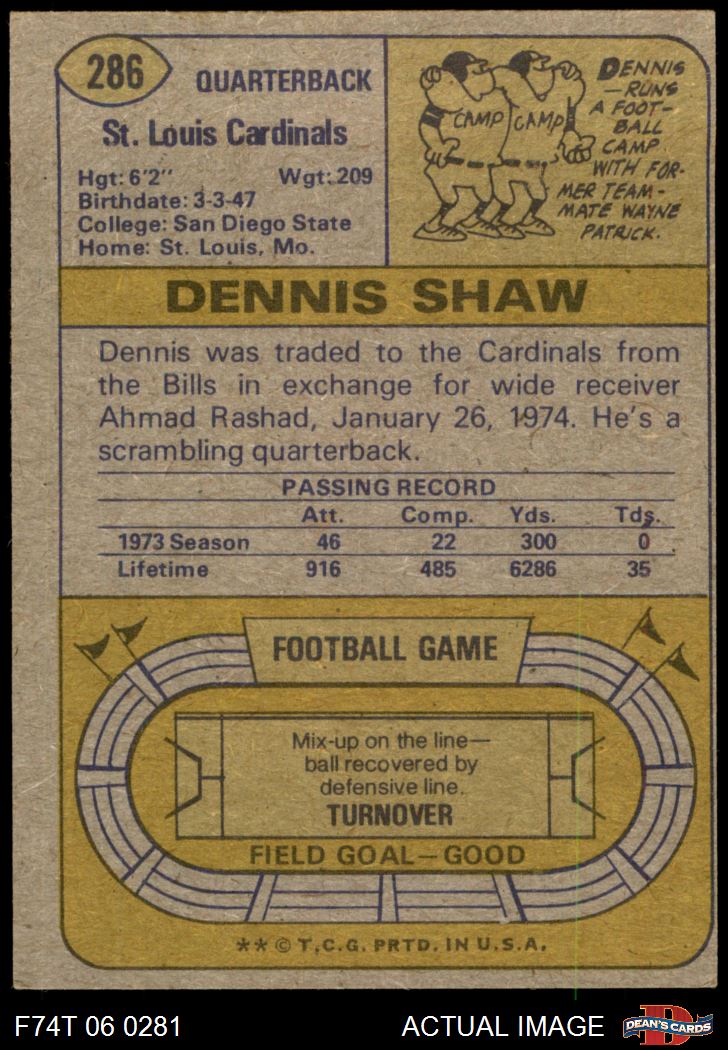 286
QUARTERBACK
St. Louis Cardinals
Hgt: 6'2" Wgt: 209
Birthdate: 3-3-47
College: San Diego State
Home: St. Louis, Mo.
CAMP CAMP
DENNIS
—RUNS
A FOOT-
BALL
CAMP
WITH FOR-
MER TEAM-
MATE WAYNE
PATRICK.
DENNIS SHAW
Dennis was traded to the Cardinals from
the Bills in exchange for wide receiver
Ahmad Rashad, January 26, 1974. He's a
scrambling quarterback.
PASSING RECORD
Att. Comp. Yds. Tds.
1973 Season 46 22 300 0
Lifetime 916 485 6286 35
FOOTBALL GAME
Mix-up on the line—
ball recovered by
defensive line.
TURNOVER
FIELD GOAL—GOOD
** © T.C.G. PRTD. IN U.S.A.
F74T 06 0281 ACTUAL IMAGE
D
DEAN'S CARDS